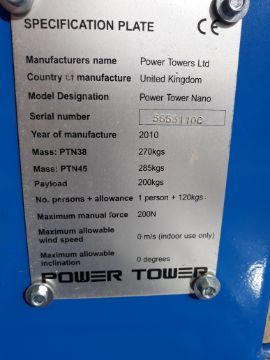 SPECIFICATION PLATE CE
Manufacturers name Power Towers Ltd
Country of manufacture United Kingdom
Model Designation Power Tower Nano
Serial number 5553110C
Year of manufacture 2010
Mass: PTN38 270kgs
Mass: PTN45 285kgs
Payload 200kgs
No. persons + allowance 1 person + 120kgs
Maximum manual force 200N
Maximum allowable
wind speed 0 m/s (indoor use only)
Maximum allowable
inclination 0 degrees
POWER TOWER